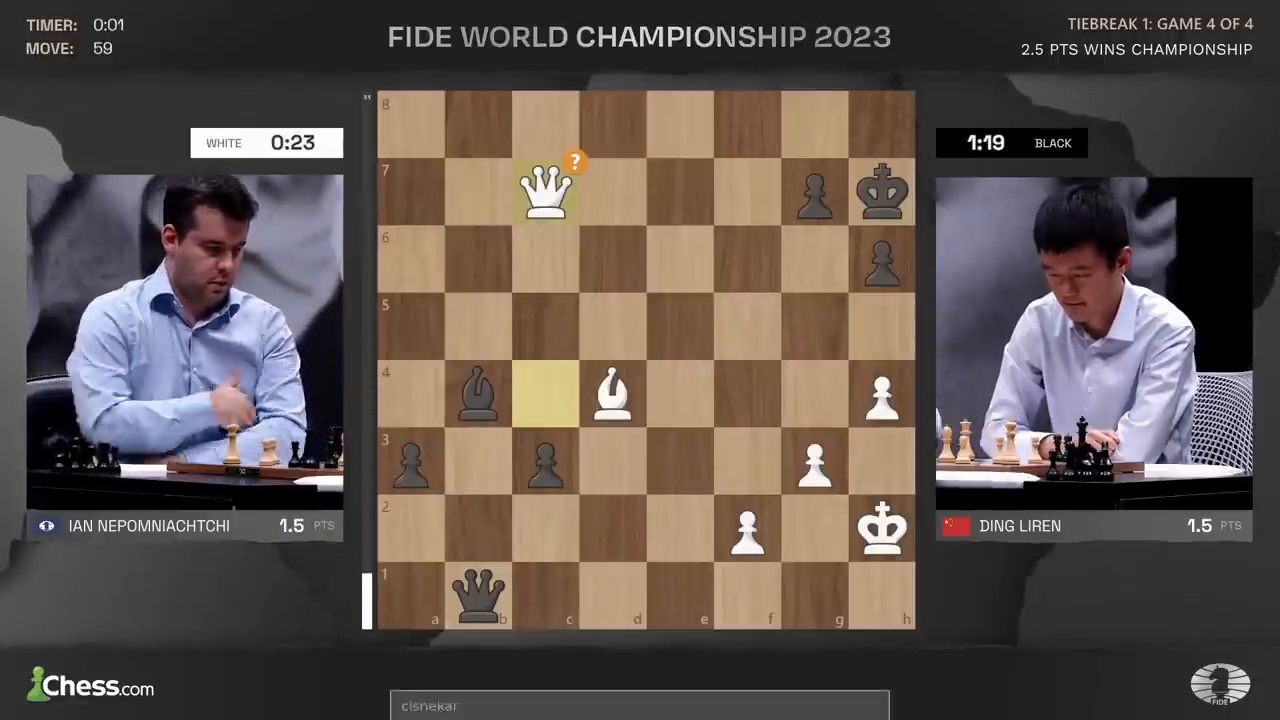 TIMER: 0:01
MOVE: 59
FIDE WORLD CHAMPIONSHIP 2023
TIEBREAK 1: GAME 4 OF 4
2.5 PTS WINS CHAMPIONSHIP
WHITE 0:23
1:19 BLACK
?
8
7
6
5
4
3
2
1
a b c d e f g h
IAN NEPOMNIACHTCHI 1.5 PTS
DING LIREN 1.5 PTS
Chess.com
FIDE
clsnekar